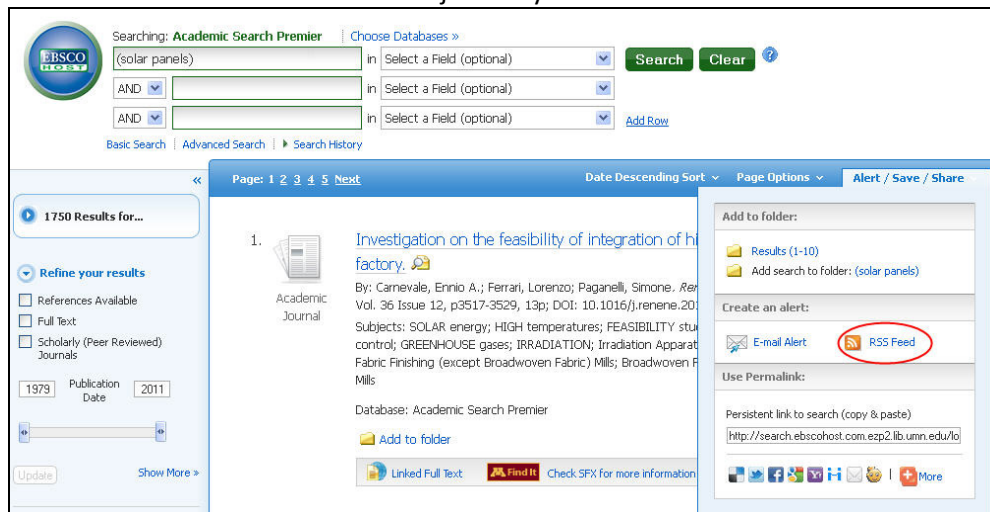 Searching: Academic Search Premier | Choose Databases »
EBSCO HOST
(solar panels) in Select a Field (optional) Search Clear ?
AND in Select a Field (optional)
AND in Select a Field (optional) Add Row
Basic Search | Advanced Search | Search History
«
Page: 1 2 3 4 5 Next Date Descending Sort Page Options Alert / Save / Share
1750 Results for...
Refine your results
References Available
Full Text
Scholarly (Peer Reviewed) Journals
1979 Publication Date 2011
Update Show More »
1.
Academic Journal
Investigation on the feasibility of integration of hi
factory.
By: Carnevale, Ennio A.; Ferrari, Lorenzo; Paganelli, Simone.
Vol. 36 Issue 12, p3517-3529, 13p; DOI: 10.1016/j.renene.20
Subjects: SOLAR energy; HIGH temperatures; FEASIBILITY
control; GREENHOUSE gases; IRRADIATION; Irradiation Apparat
Fabric Finishing (except Broadwoven Fabric) Mills; Broadwoven F
Mills
Database: Academic Search Premier
Add to folder
Linked Full Text Find It Check SFX for more information
Add to folder:
Results (1-10)
Add search to folder: (solar panels)
Create an alert:
E-mail Alert RSS Feed
Use Permalink:
Persistent link to search (copy & paste)
http://search.ebscohost.com.ezp2.lib.umn.edu/lo
More